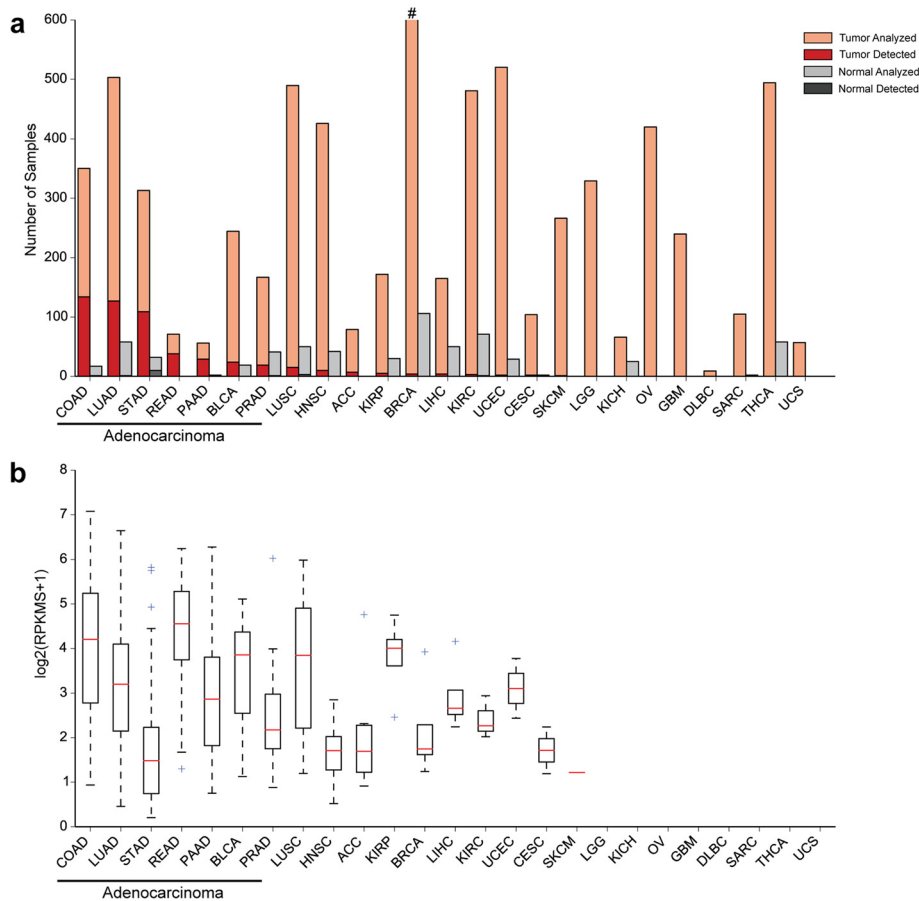 a
#
600
500
400
300
200
100
0
Number of Samples
Tumor Analyzed
Tumor Detected
Normal Analyzed
Normal Detected
COAD
LUAD
STAD
READ
PAAD
BLCA
PRAD
LUSC
HNSC
ACC
KIRP
BRCA
LIHC
KIRC
UCEC
CESC
SKCM
LGG
KICH
OV
GBM
DLBC
SARC
THCA
UCS
Adenocarcinoma
b
8
7
6
5
4
3
2
1
0
log2(RPKMS+1)
COAD
LUAD
STAD
READ
PAAD
BLCA
PRAD
LUSC
HNSC
ACC
KIRP
BRCA
LIHC
KIRC
UCEC
CESC
SKCM
LGG
KICH
OV
GBM
DLBC
SARC
THCA
UCS
Adenocarcinoma